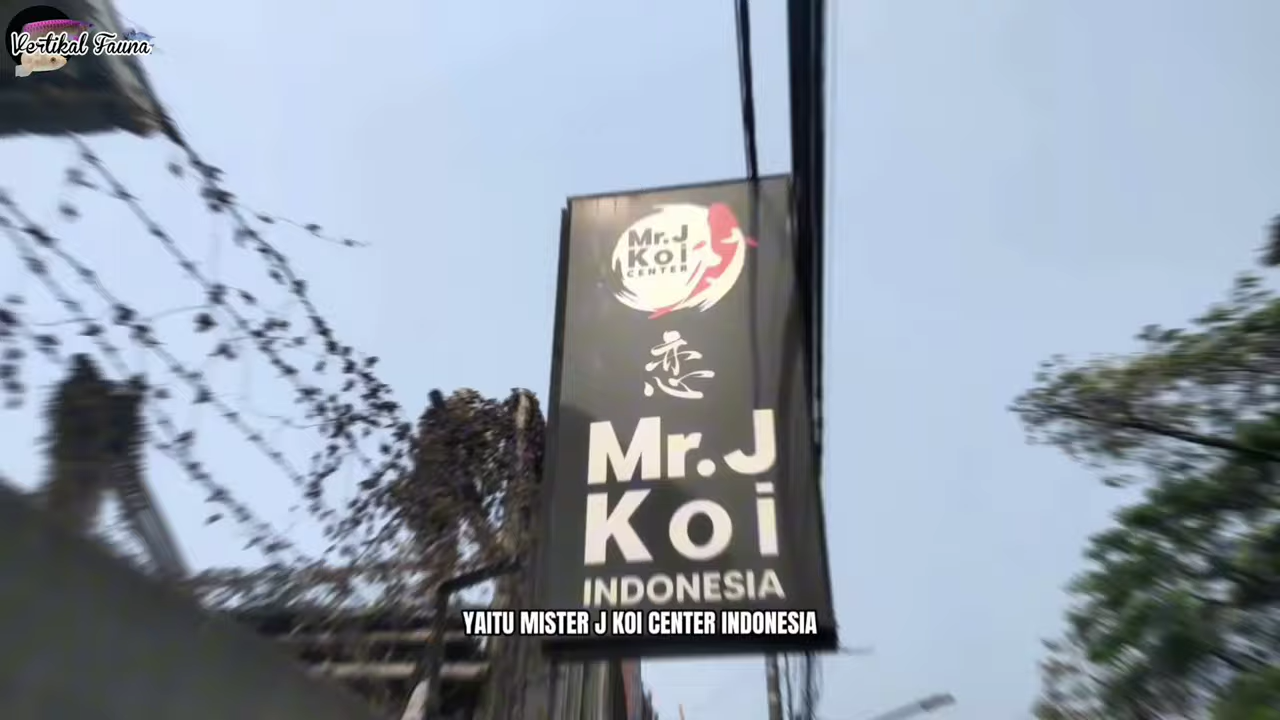 Vertikal Fauna
Mr.J
Koi
CENTER
恋
Mr.J
Koi
INDONESIA
YAITU MISTER J KOI CENTER INDONESIA